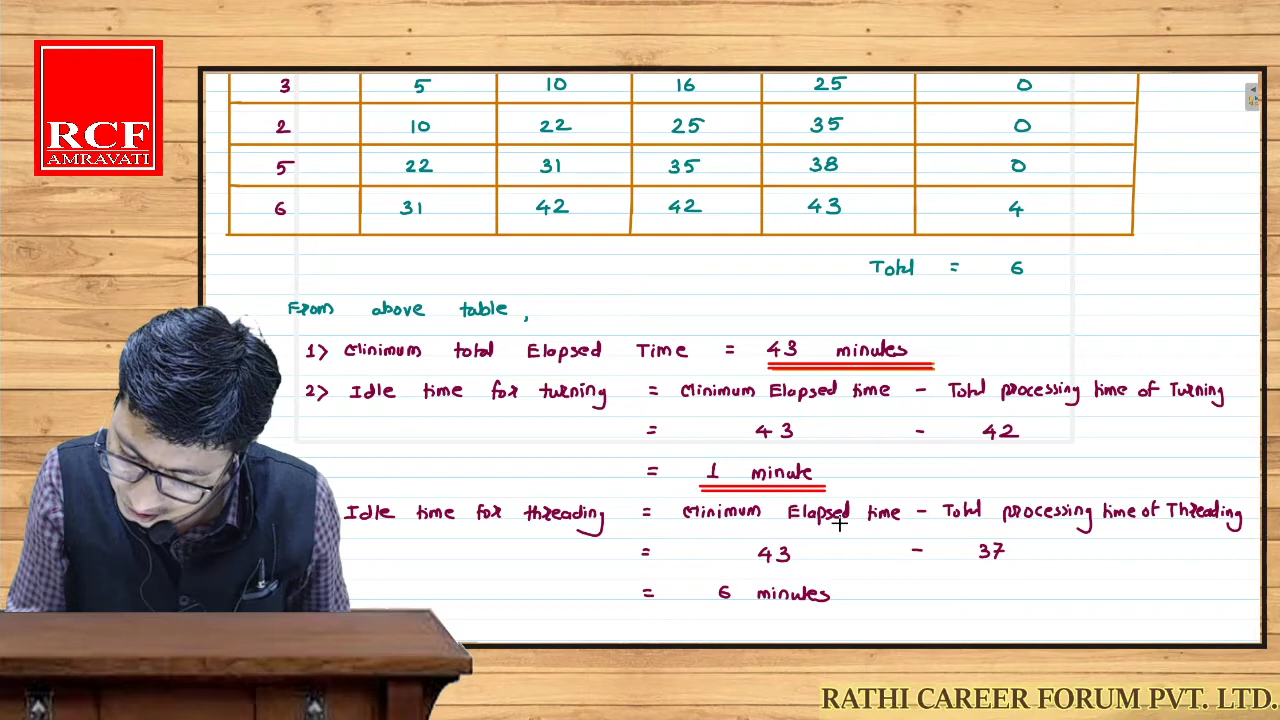 RCF
AMRAVATI
3 5 10 16 25 0
2 10 22 25 35 0
5 22 31 35 38 0
6 31 42 42 43 4
Total = 6
From above table,
1) Minimum total Elapsed Time = 43 minutes
2) Idle time for turning = Minimum Elapsed time - Total processing time of Turning
= 43 - 42
= 1 minute
Idle time for threading = Minimum Elapsed time - Total processing time of Threading
= 43 - 37
= 6 minutes
RATHI CAREER FORUM PVT. LTD.